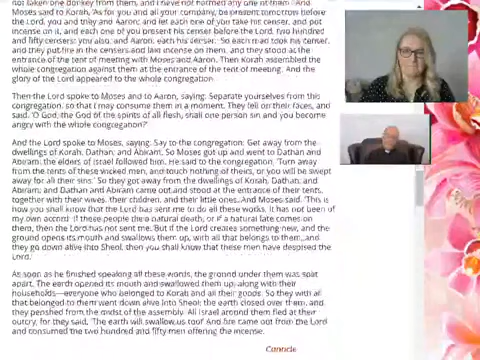 not taken one donkey from them, and I have not harmed any one of them.' And
Moses said to Korah, 'As for you and all your company, be present tomorrow before
the Lord, you and they and Aaron; and let each one of you take his censer, and put
incense on it, and each one of you present his censer before the Lord, two hundred
and fifty censers; you also, and Aaron, each his censer.' So each man took his censer,
and they put fire in the censers and laid incense on them, and they stood at the
entrance of the tent of meeting with Moses and Aaron. Then Korah assembled the
whole congregation against them at the entrance of the tent of meeting. And the
glory of the Lord appeared to the whole congregation.
Then the Lord spoke to Moses and to Aaron, saying: Separate yourselves from this
congregation, so that I may consume them in a moment. They fell on their faces, and
said, 'O God, the God of the spirits of all flesh, shall one person sin and you become
angry with the whole congregation?'
And the Lord spoke to Moses, saying: Say to the congregation: Get away from the
dwellings of Korah, Dathan, and Abiram. So Moses got up and went to Dathan and
Abiram; the elders of Israel followed him. He said to the congregation, 'Turn away
from the tents of these wicked men, and touch nothing of theirs, or you will be swept
away for all their sins.' So they got away from the dwellings of Korah, Dathan, and
Abiram; and Dathan and Abiram came out and stood at the entrance of their tents,
together with their wives, their children, and their little ones. And Moses said, 'This is
how you shall know that the Lord has sent me to do all these works; it has not been of
my own accord: If these people die a natural death, or if a natural fate comes on
them, then the Lord has not sent me. But if the Lord creates something new, and the
ground opens its mouth and swallows them up, with all that belongs to them, and
they go down alive into Sheol, then you shall know that these men have despised the
Lord.'
As soon as he finished speaking all these words, the ground under them was split
apart. The earth opened its mouth and swallowed them up, along with their
households—everyone who belonged to Korah and all their goods. So they with all
that belonged to them went down alive into Sheol; the earth closed over them, and
they perished from the midst of the assembly. All Israel around them fled at their
outcry, for they said, 'The earth will swallow us too!' And fire came out from the Lord
and consumed the two hundred and fifty men offering the incense.
Canticle